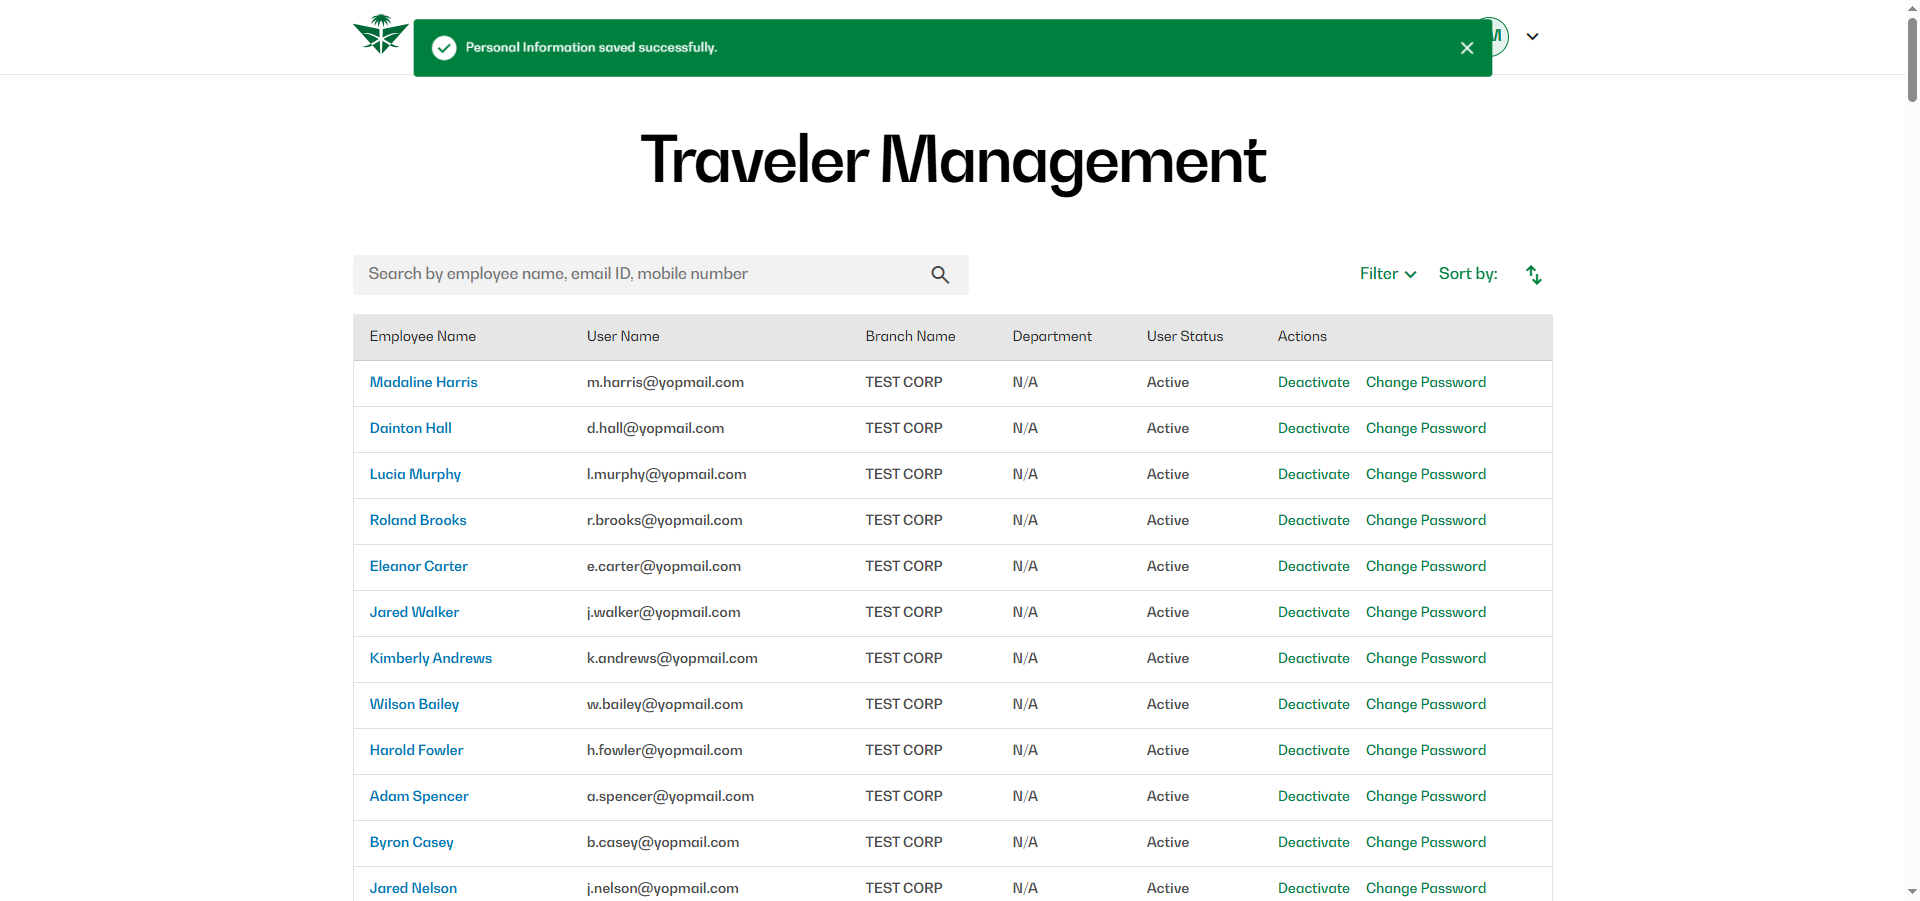 Personal Information saved successfully.
M
Traveler Management
Search by employee name, email ID, mobile number
Filter Sort by:
Employee Name User Name Branch Name Department User Status Actions
Madaline Harris m.harris@yopmail.com TEST CORP N/A Active Deactivate Change Password
Dainton Hall d.hall@yopmail.com TEST CORP N/A Active Deactivate Change Password
Lucia Murphy l.murphy@yopmail.com TEST CORP N/A Active Deactivate Change Password
Roland Brooks r.brooks@yopmail.com TEST CORP N/A Active Deactivate Change Password
Eleanor Carter e.carter@yopmail.com TEST CORP N/A Active Deactivate Change Password
Jared Walker j.walker@yopmail.com TEST CORP N/A Active Deactivate Change Password
Kimberly Andrews k.andrews@yopmail.com TEST CORP N/A Active Deactivate Change Password
Wilson Bailey w.bailey@yopmail.com TEST CORP N/A Active Deactivate Change Password
Harold Fowler h.fowler@yopmail.com TEST CORP N/A Active Deactivate Change Password
Adam Spencer a.spencer@yopmail.com TEST CORP N/A Active Deactivate Change Password
Byron Casey b.casey@yopmail.com TEST CORP N/A Active Deactivate Change Password
Jared Nelson j.nelson@yopmail.com TEST CORP N/A Active Deactivate Change Password